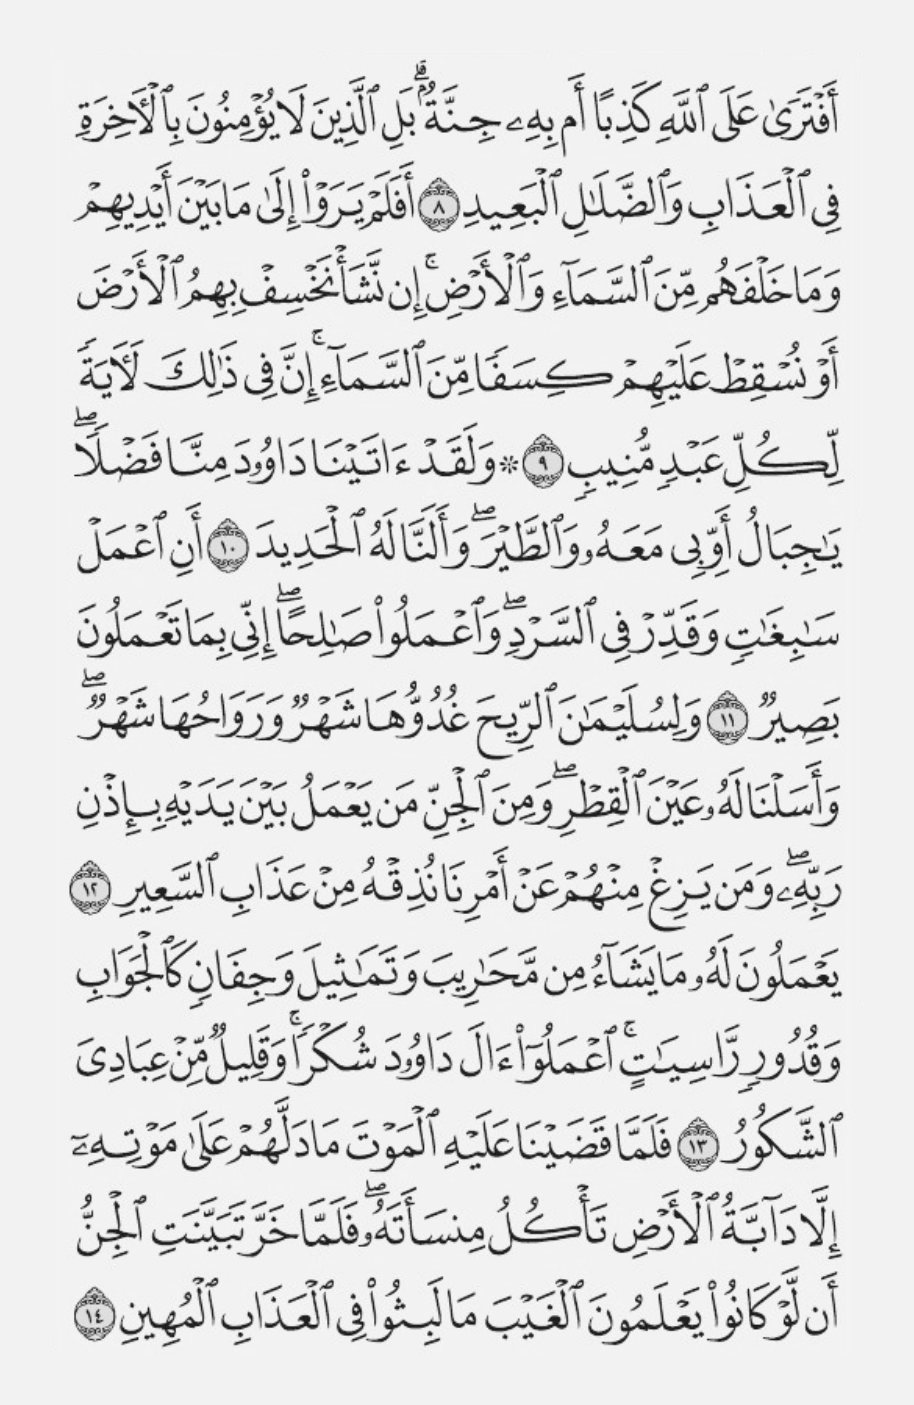 أَفْتَرَىٰ عَلَى ٱللَّهِ كَذِبًا أَم بِهِۦ جِنَّةٌۢ ۗ بَلِ ٱلَّذِينَ لَا يُؤْمِنُونَ بِٱلْـَٔاخِرَةِ
فِى ٱلْعَذَابِ وَٱلضَّلَـٰلِ ٱلْبَعِيدِ ٨ أَفَلَمْ يَرَوْا۟ إِلَىٰ مَا بَيْنَ أَيْدِيهِمْ
وَمَا خَلْفَهُم مِّنَ ٱلسَّمَآءِ وَٱلْأَرْضِ ۚ إِن نَّشَأْ نَخْسِفْ بِهِمُ ٱلْأَرْضَ
أَوْ نُسْقِطْ عَلَيْهِمْ كِسَفًا مِّنَ ٱلسَّمَآءِ ۚ إِنَّ فِى ذَٰلِكَ لَـَٔايَةً
لِّكُلِّ عَبْدٍ مُّنِيبٍ ٩ * وَلَقَدْ ءَاتَيْنَا دَاوُۥدَ مِنَّا فَضْلًا ۖ
يَـٰجِبَالُ أَوِّبِى مَعَهُۥ وَٱلطَّيْرَ ۖ وَأَلَنَّا لَهُ ٱلْحَدِيدَ ١٠ أَنِ ٱعْمَلْ
سَـٰبِغَـٰتٍ وَقَدِّرْ فِى ٱلسَّرْدِ ۖ وَٱعْمَلُوا۟ صَـٰلِحًا ۖ إِنِّى بِمَا تَعْمَلُونَ
بَصِيرٌ ١١ وَلِسُلَيْمَـٰنَ ٱلرِّيحَ غُدُوُّهَا شَهْرٌ وَرَوَاحُهَا شَهْرٌ ۖ
وَأَسَلْنَا لَهُۥ عَيْنَ ٱلْقِطْرِ ۖ وَمِنَ ٱلْجِنِّ مَن يَعْمَلُ بَيْنَ يَدَيْهِ بِإِذْنِ
رَبِّهِۦ ۖ وَمَن يَزِغْ مِنْهُمْ عَنْ أَمْرِنَا نُذِقْهُ مِنْ عَذَابِ ٱلسَّعِيرِ ١٢
يَعْمَلُونَ لَهُۥ مَا يَشَآءُ مِن مَّحَـٰرِيبَ وَتَمَـٰثِيلَ وَجِفَانٍ كَٱلْجَوَابِ
وَقُدُورٍ رَّاسِيَـٰتٍ ۚ ٱعْمَلُوٓا۟ ءَالَ دَاوُۥدَ شُكْرًا ۚ وَقَلِيلٌ مِّنْ عِبَادِىَ
ٱلشَّكُورُ ١٣ فَلَمَّا قَضَيْنَا عَلَيْهِ ٱلْمَوْتَ مَا دَلَّهُمْ عَلَىٰ مَوْتِهِۦٓ
إِلَّا دَآبَّةُ ٱلْأَرْضِ تَأْكُلُ مِنسَأَتَهُۥ ۖ فَلَمَّا خَرَّ تَبَيَّنَتِ ٱلْجِنُّ
أَن لَّوْ كَانُوا۟ يَعْلَمُونَ ٱلْغَيْبَ مَا لَبِثُوا۟ فِى ٱلْعَذَابِ ٱلْمُهِينِ ١٤